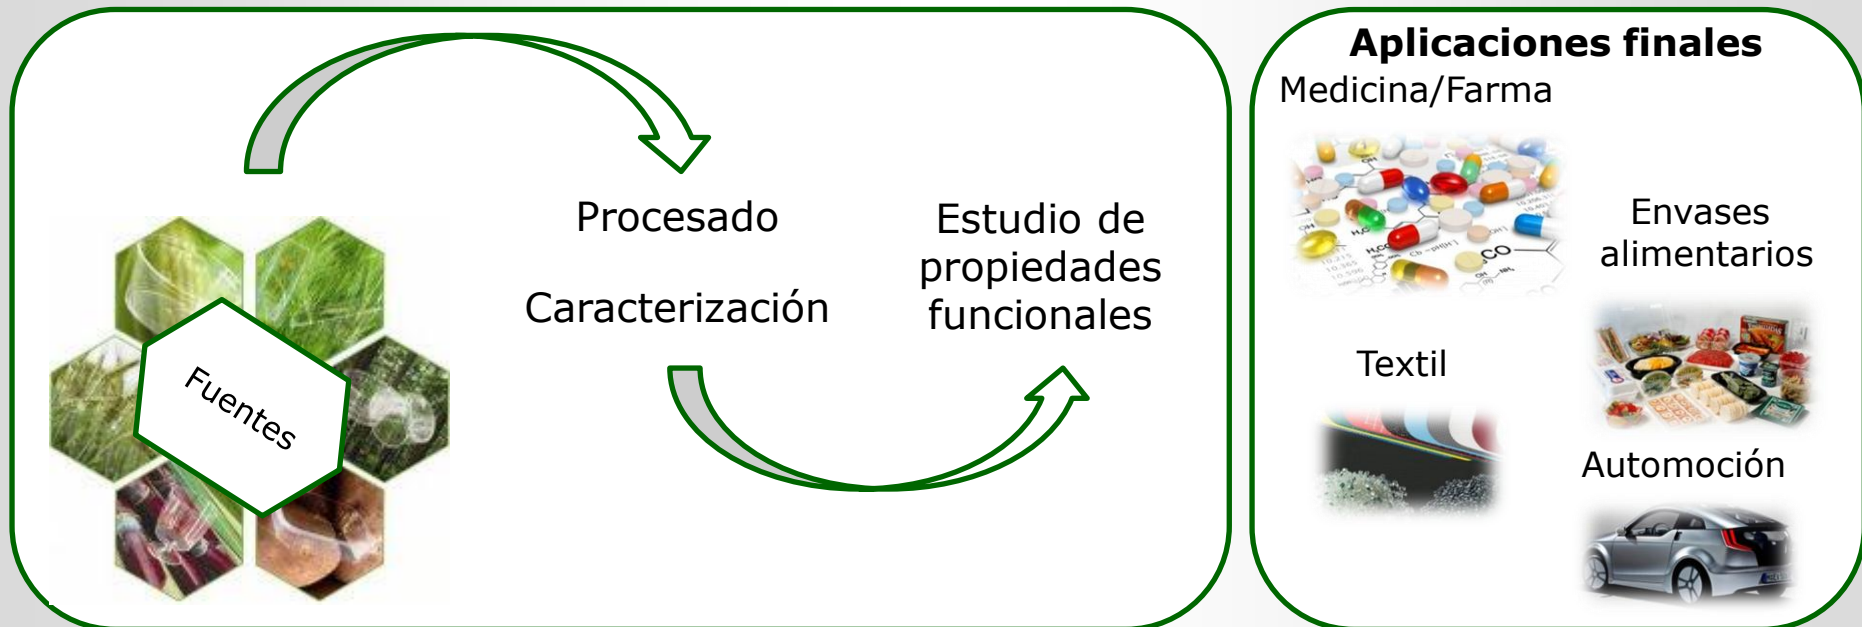 Fuentes
Procesado
Caracterización
Estudio de
propiedades
funcionales
Aplicaciones finales
Medicina/Farma
Envases
alimentarios
Textil
Automoción